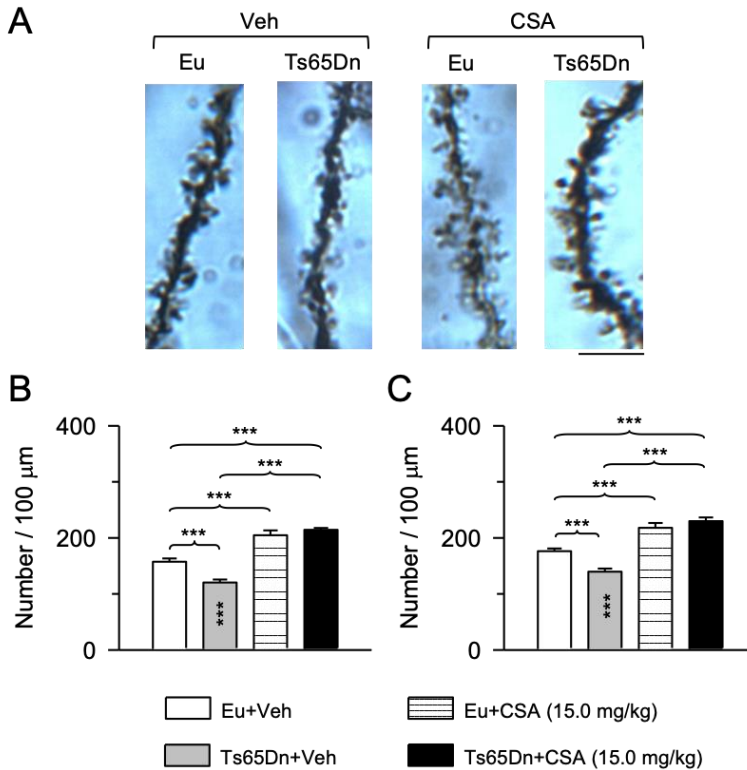 A
Veh
CSA
Eu
Ts65Dn
Eu
Ts65Dn
B
C
Number / 100 μm
400
200
0
***
***
***
***
***
Number / 100 μm
400
200
0
***
***
***
***
***
Eu+Veh
Eu+CSA (15.0 mg/kg)
Ts65Dn+Veh
Ts65Dn+CSA (15.0 mg/kg)